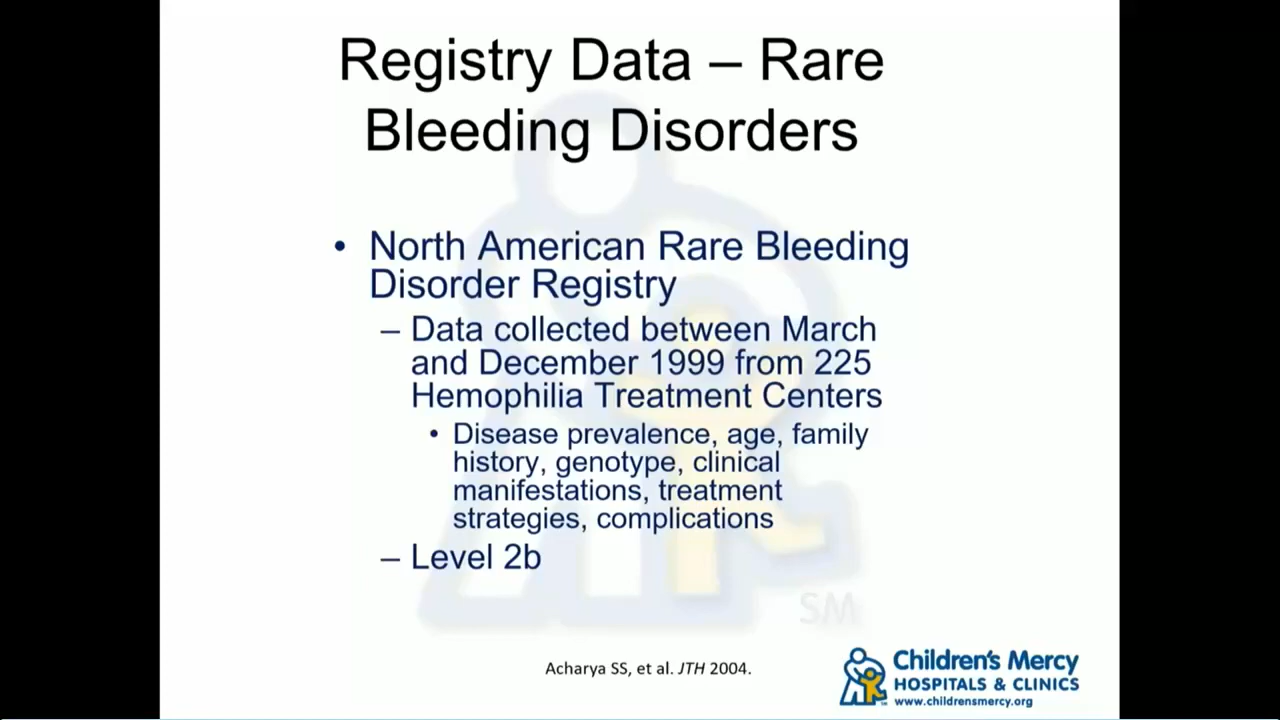 Registry Data – Rare
Bleeding Disorders
• North American Rare Bleeding
Disorder Registry
– Data collected between March
and December 1999 from 225
Hemophilia Treatment Centers
• Disease prevalence, age, family
history, genotype, clinical
manifestations, treatment
strategies, complications
– Level 2b
SM
Acharya SS, et al. JTH 2004.
Children's Mercy
HOSPITALS & CLINICS
www.childrensmercy.org